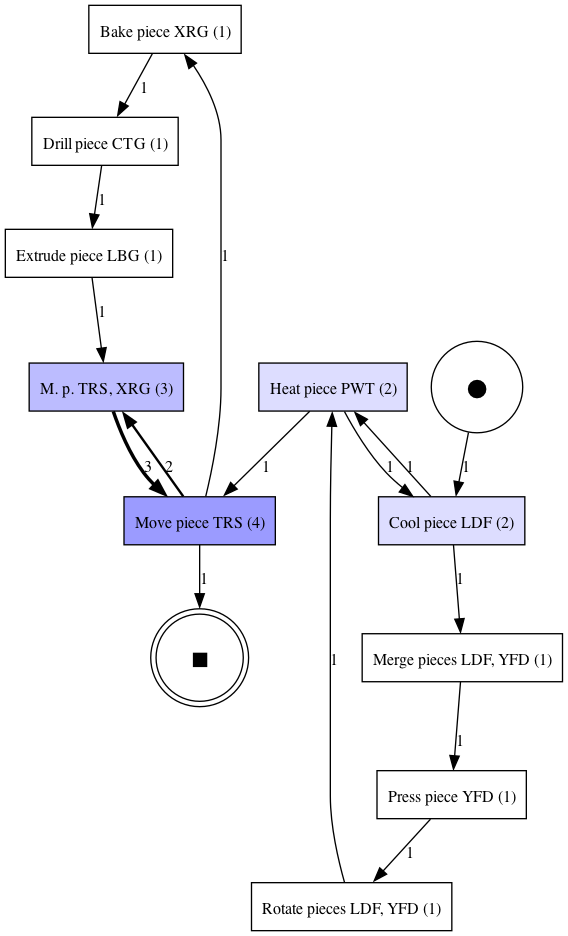 Bake piece XRG (1)
1
Drill piece CTG (1)
1
Extrude piece LBG (1)
1
1
M. p. TRS, XRG (3)
Heat piece PWT (2)
3
2
1
1
1
1
Move piece TRS (4)
Cool piece LDF (2)
1
1
Merge pieces LDF, YFD (1)
1
1
Press piece YFD (1)
1
Rotate pieces LDF, YFD (1)